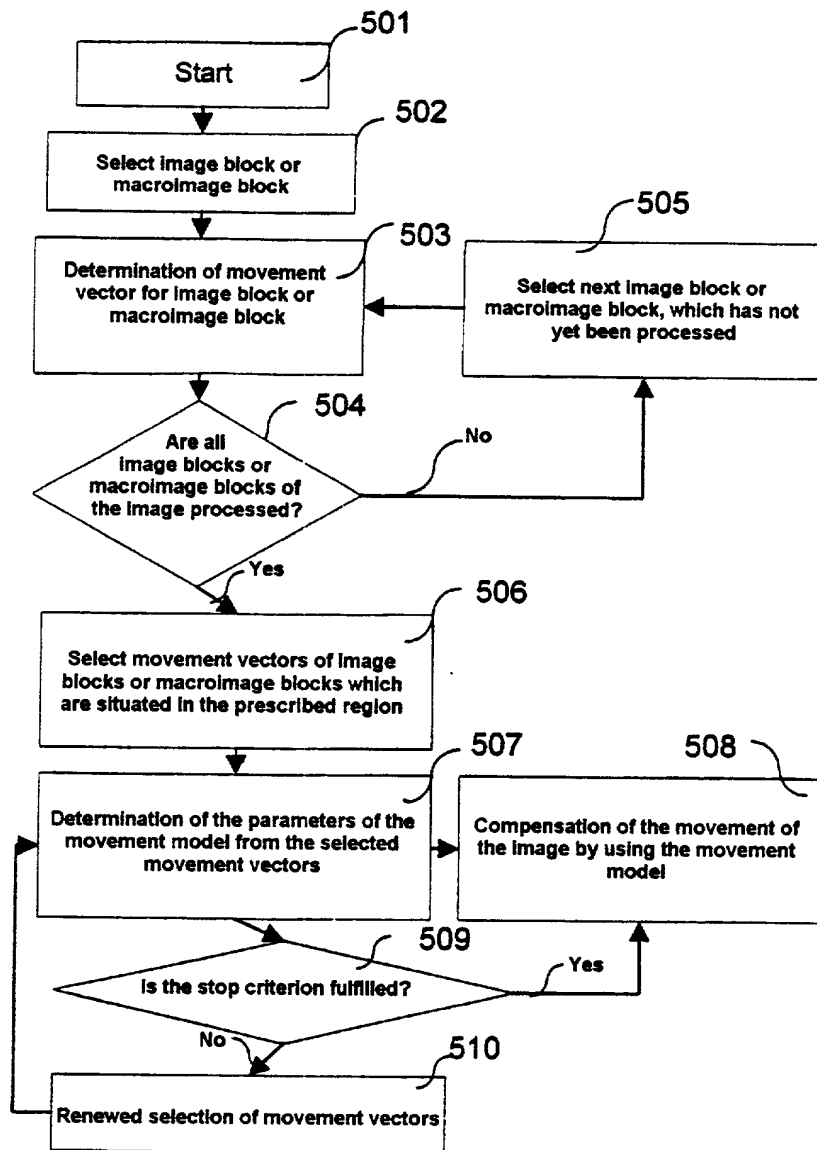 501
Start
502
Select image block or
macroimage block
503
Determination of movement
vector for image block or
macroimage block
505
Select next image block or
macroimage block, which has not
yet been processed
504
Are all
image blocks or
macroimage blocks of
the image processed?
No
Yes
506
Select movement vectors of image
blocks or macroimage blocks which
are situated in the prescribed region
507
Determination of the parameters of the
movement model from the selected
movement vectors
508
Compensation of the movement of
the image by using the movement
model
509
Is the stop criterion fulfilled?
Yes
No
510
Renewed selection of movement vectors